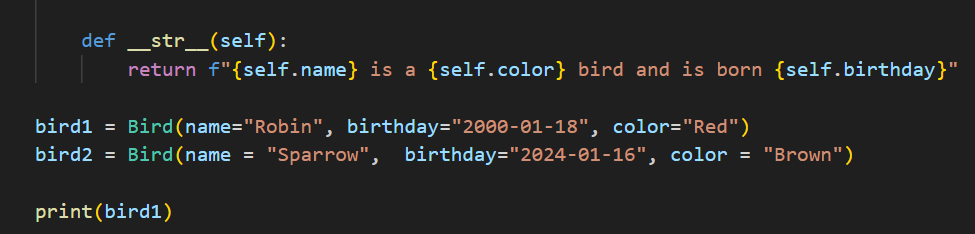 def __str__(self):
return f"{self.name} is a {self.color} bird and is born {self.birthday}"
bird1 = Bird(name="Robin", birthday="2000-01-18", color="Red")
bird2 = Bird(name = "Sparrow",  birthday="2024-01-16", color = "Brown")
print(bird1)